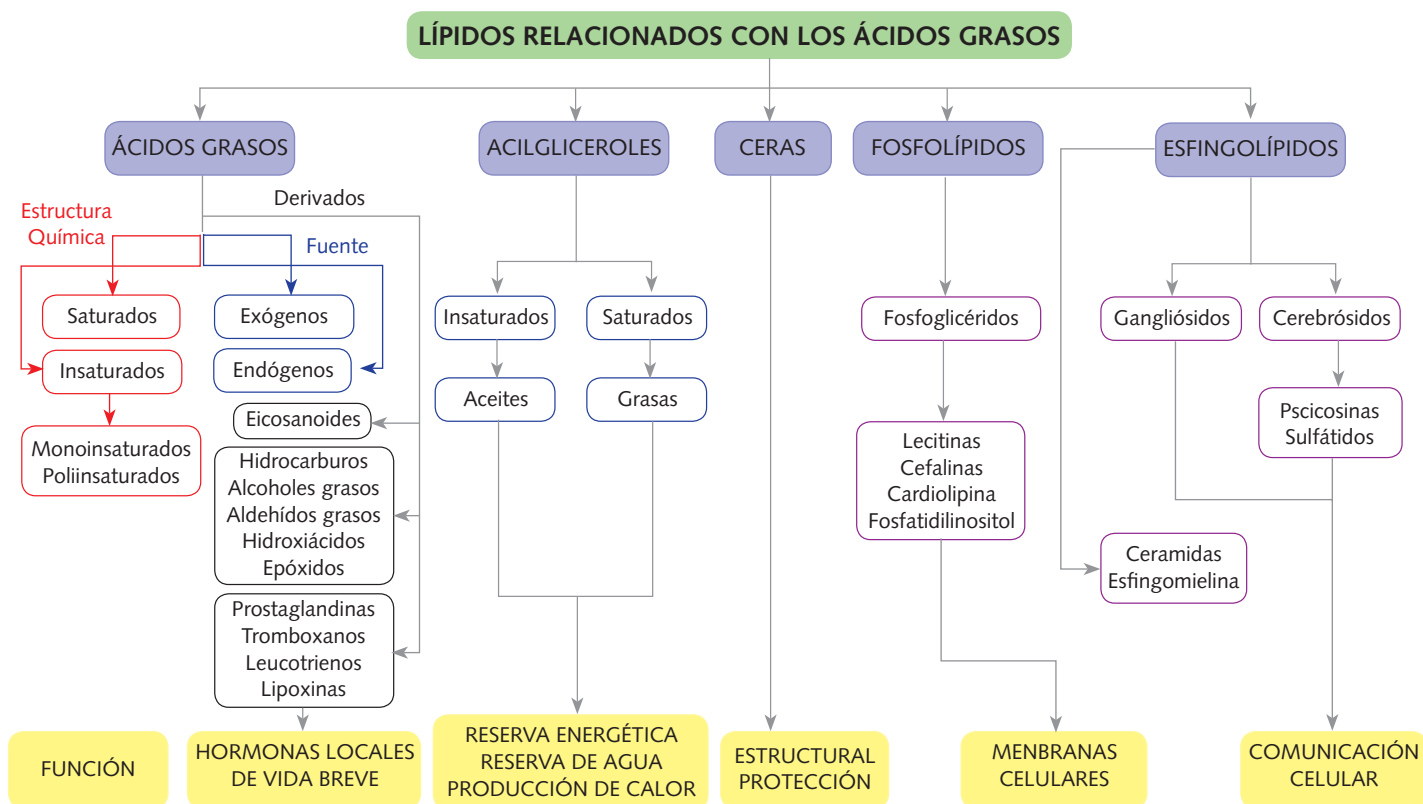 LÍPIDOS RELACIONADOS CON LOS ÁCIDOS GRASOS
ÁCIDOS GRASOS
ACILGLICEROLES
CERAS
FOSFOLÍPIDOS
ESFINGOLÍPIDOS
Derivados
Estructura
Química
Fuente
Saturados
Exógenos
Insaturados
Endógenos
Monoinsaturados
Poliinsaturados
Eicosanoides
Hidrocarburos
Alcoholes grasos
Aldehídos grasos
Hidroxiácidos
Epóxidos
Prostaglandinas
Tromboxanos
Leucotrienos
Lipoxinas
Insaturados
Saturados
Aceites
Grasas
Fosfoglicéridos
Lecitinas
Cefalinas
Cardiolipina
Fosfatidilinositol
Gangliósidos
Cerebrósidos
Pscicosinas
Sulfátidos
Ceramidas
Esfingomielina
FUNCIÓN
HORMONAS LOCALES
DE VIDA BREVE
RESERVA ENERGÉTICA
RESERVA DE AGUA
PRODUCCIÓN DE CALOR
ESTRUCTURAL
PROTECCIÓN
MENBRANAS
CELULARES
COMUNICACIÓN
CELULAR